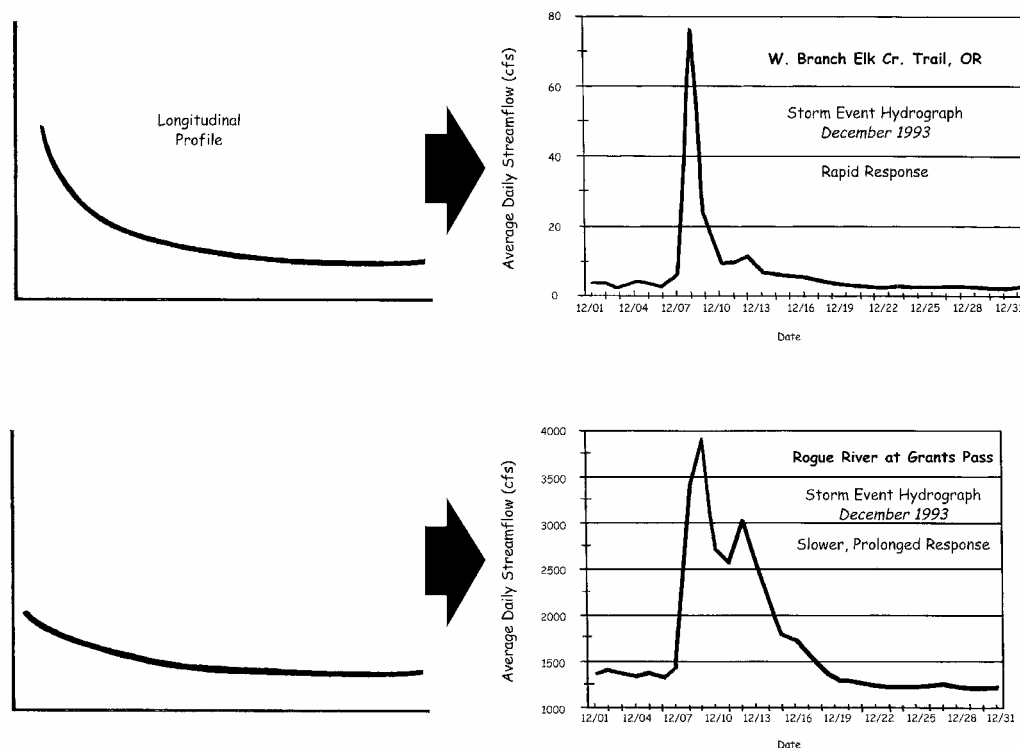 Longitudinal
Profile
Average Daily Streamflow (cfs)
80
60
40
20
0
W. Branch Elk Cr. Trail, OR
Storm Event Hydrograph
December 1993
Rapid Response
12/01 12/04 12/07 12/10 12/13 12/16 12/19 12/22 12/25 12/28 12/31
Date
Average Daily Streamflow (cfs)
4000
3500
3000
2500
2000
1500
1000
Rogue River at Grants Pass
Storm Event Hydrograph
December 1993
Slower, Prolonged Response
12/01 12/04 12/07 12/10 12/13 12/16 12/19 12/22 12/25 12/28 12/31
Date